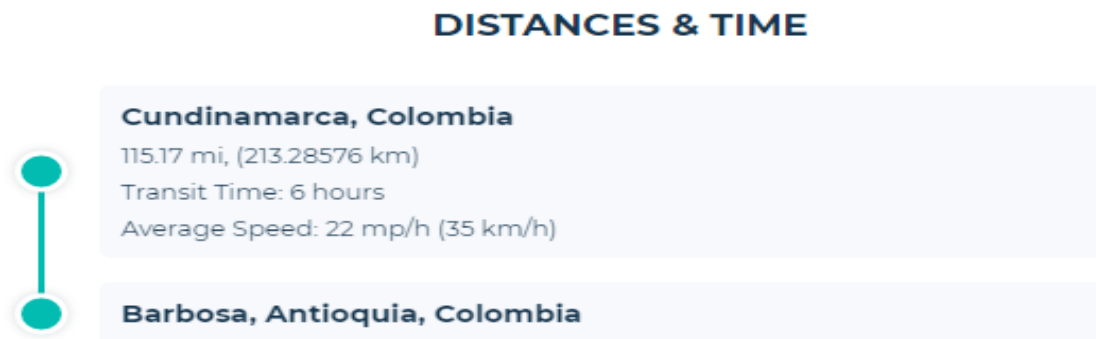 DISTANCES & TIME
Cundinamarca, Colombia
115.17 mi, (213.28576 km)
Transit Time: 6 hours
Average Speed: 22 mp/h (35 km/h)
Barbosa, Antioquia, Colombia